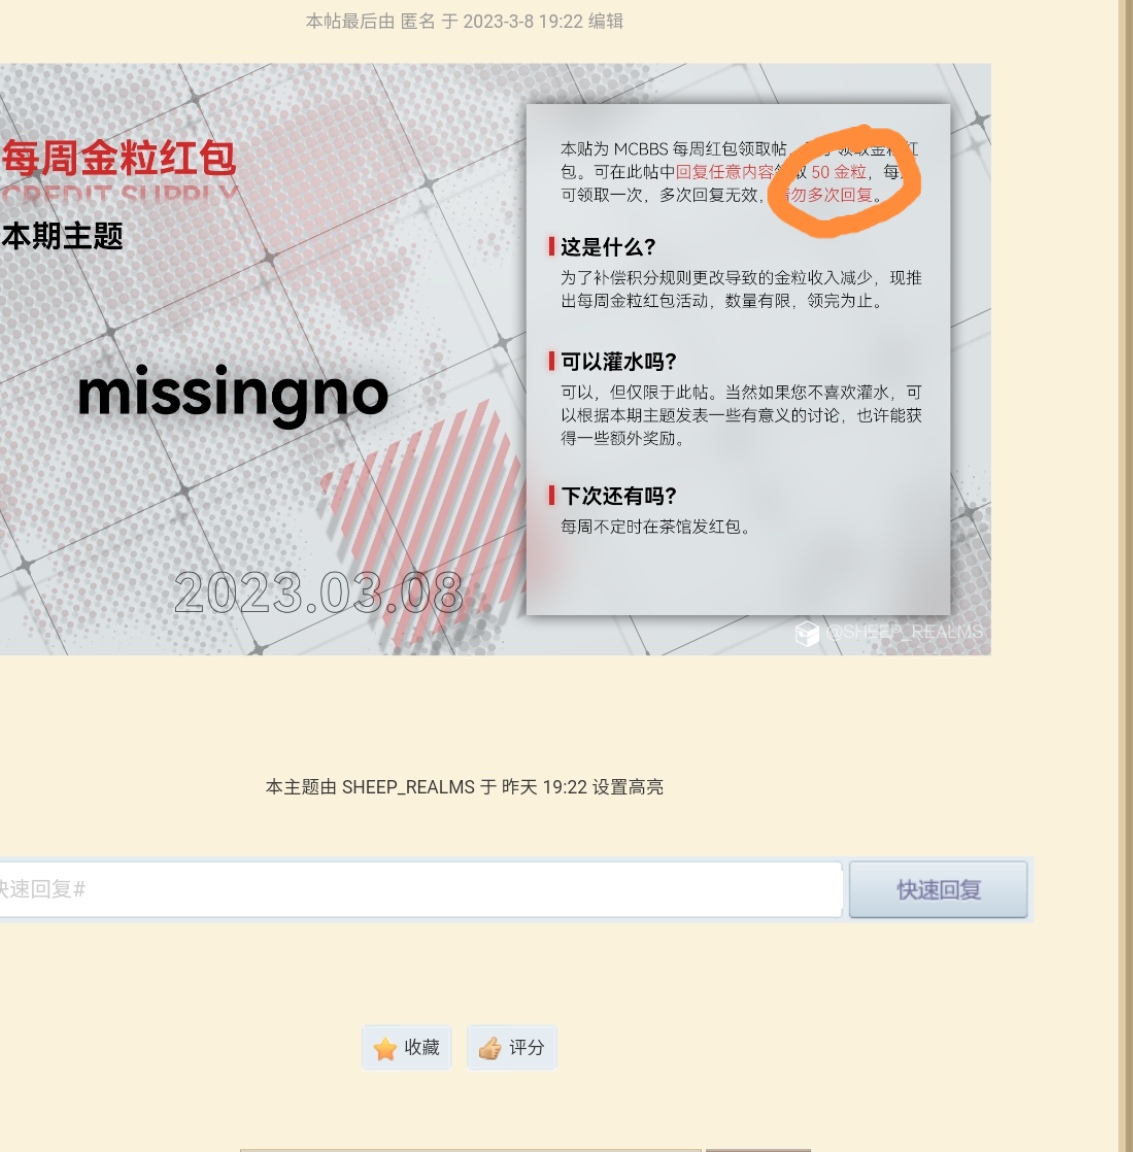 本帖最后由 匿名 于 2023-3-8 19:22 编辑
每周金粒红包
CREDIT SUPPLY
本期主题
missingno
2023.03.08
本贴为 MCBBS 每周红包领取帖
领取金粒红
包。可在此帖中回复任意内容领取 50 金粒，每
可领取一次，多次回复无效，请勿多次回复。
这是什么?
为了补偿积分规则更改导致的金粒收入减少，现推
出每周金粒红包活动，数量有限，领完为止。
可以灌水吗?
可以，但仅限于此帖。当然如果您不喜欢灌水，可
以根据本期主题发表一些有意义的讨论，也许能获
得一些额外奖励。
下次还有吗?
每周不定时在茶馆发红包。
@SHEEP_REALMS
本主题由 SHEEP_REALMS 于 昨天 19:22 设置高亮
快速回复#
快速回复
收藏
评分